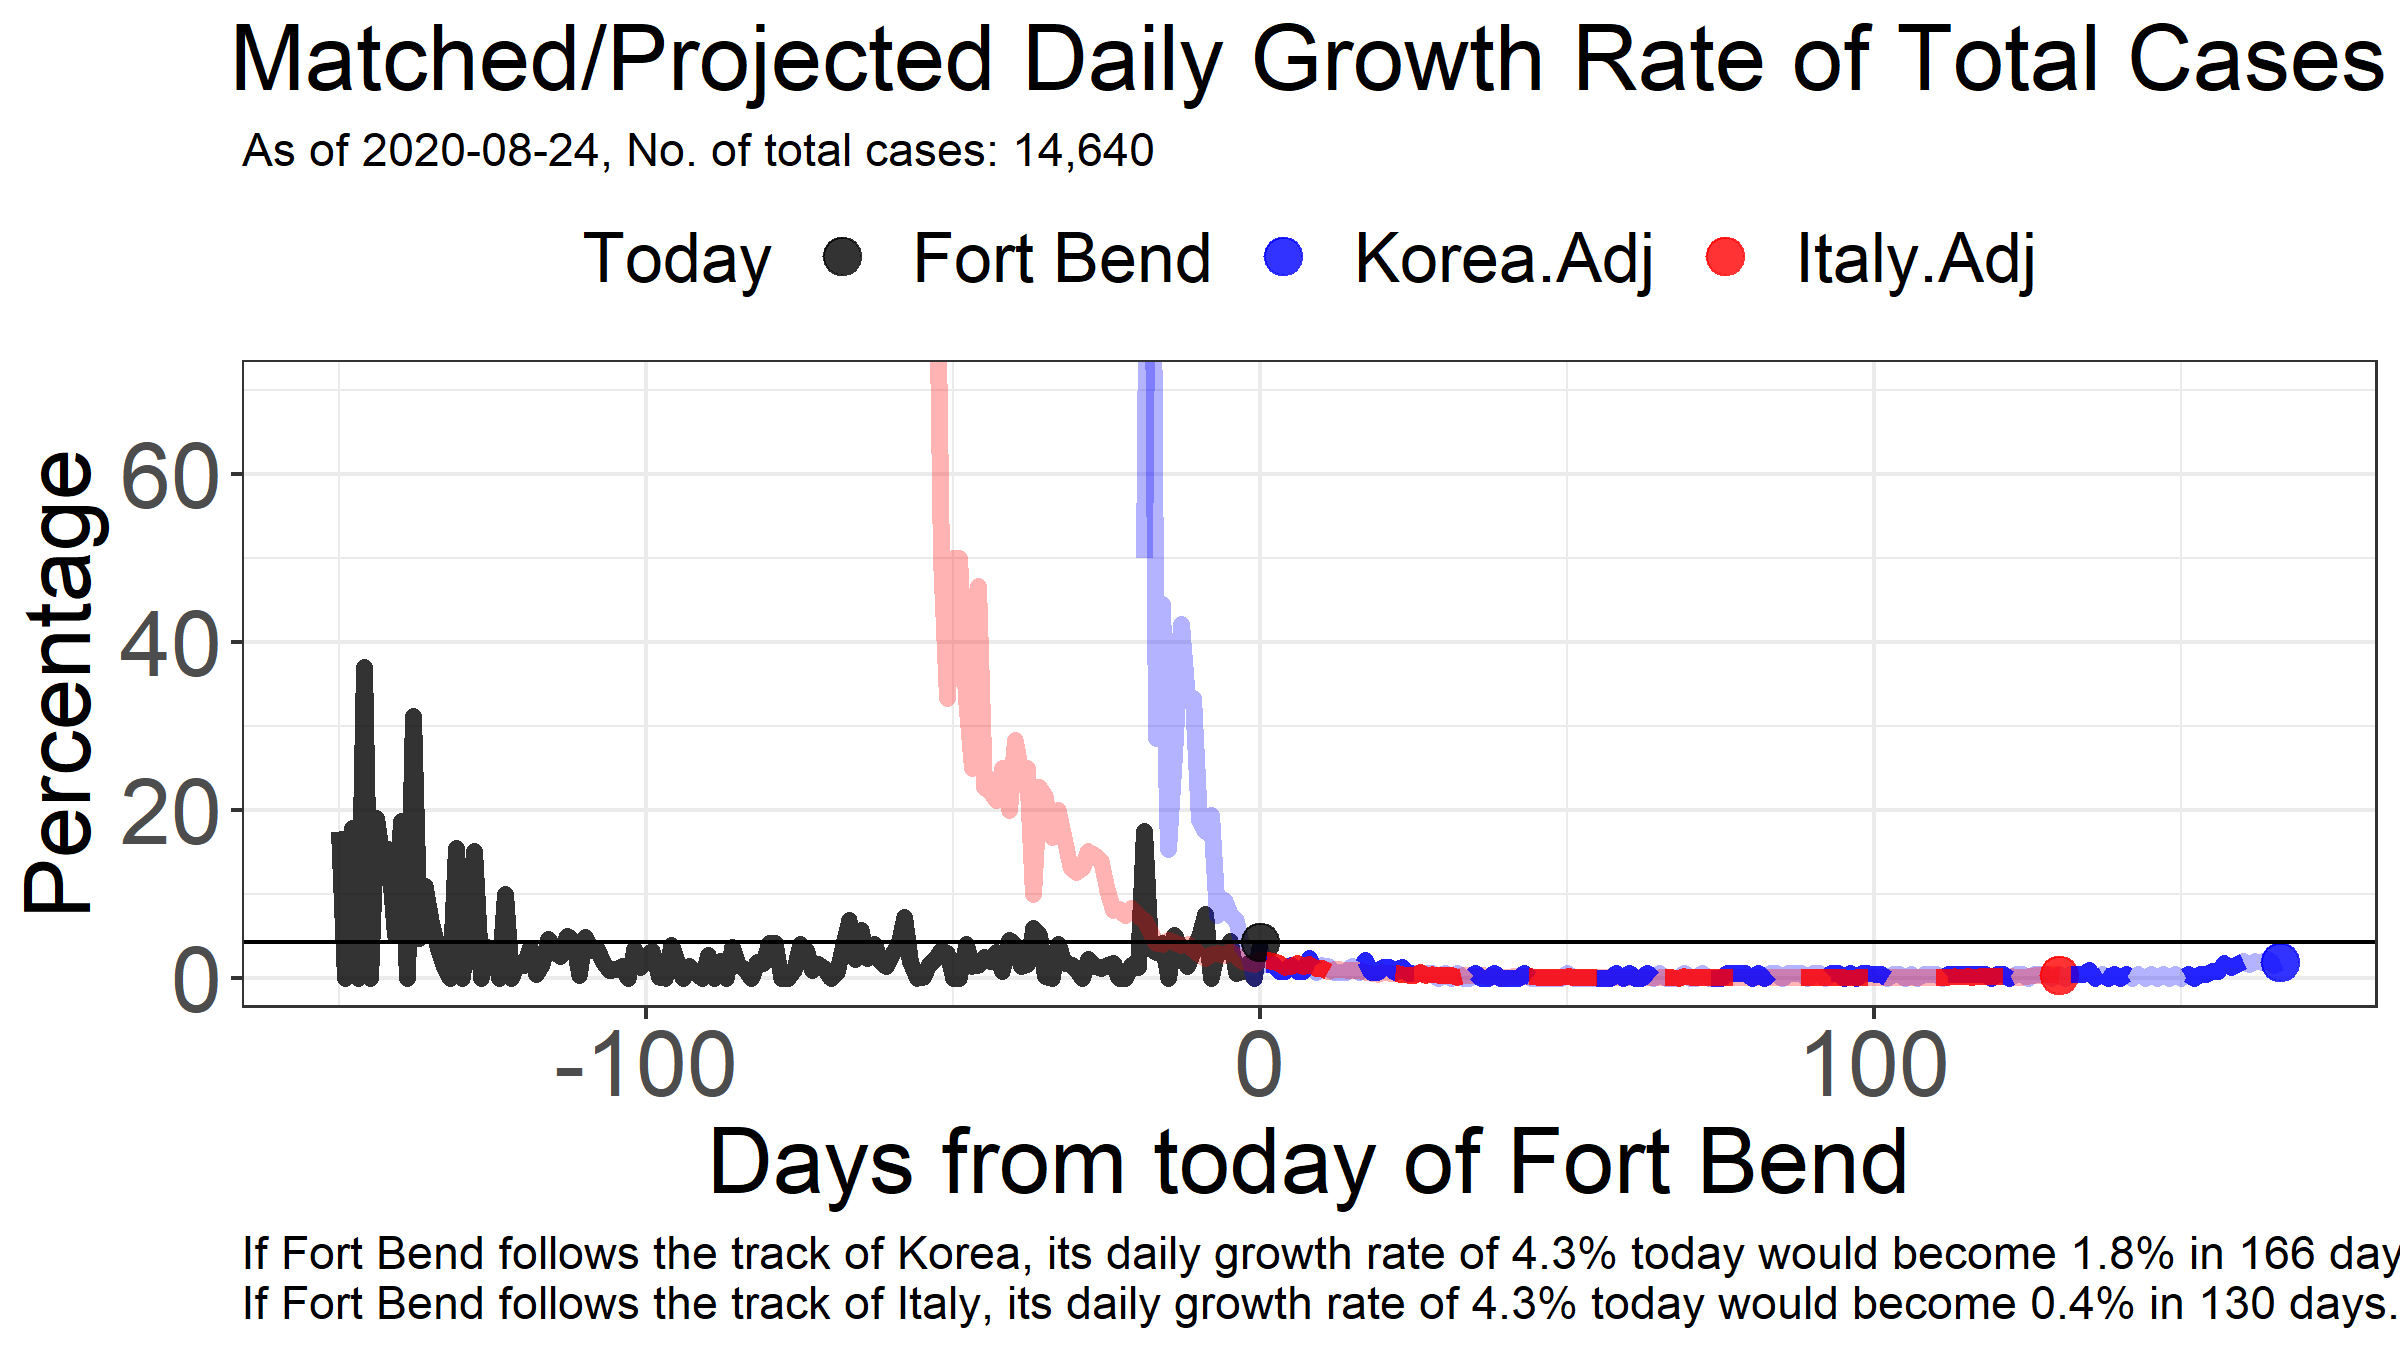 Matched/Projected Daily Growth Rate of Total Cases
As of 2020-08-24, No. of total cases: 14,640
Today Fort Bend Korea.Adj Italy.Adj
Percentage
60
40
20
0
-100 0 100
Days from today of Fort Bend
If Fort Bend follows the track of Korea, its daily growth rate of 4.3% today would become 1.8% in 166 day
If Fort Bend follows the track of Italy, its daily growth rate of 4.3% today would become 0.4% in 130 days.